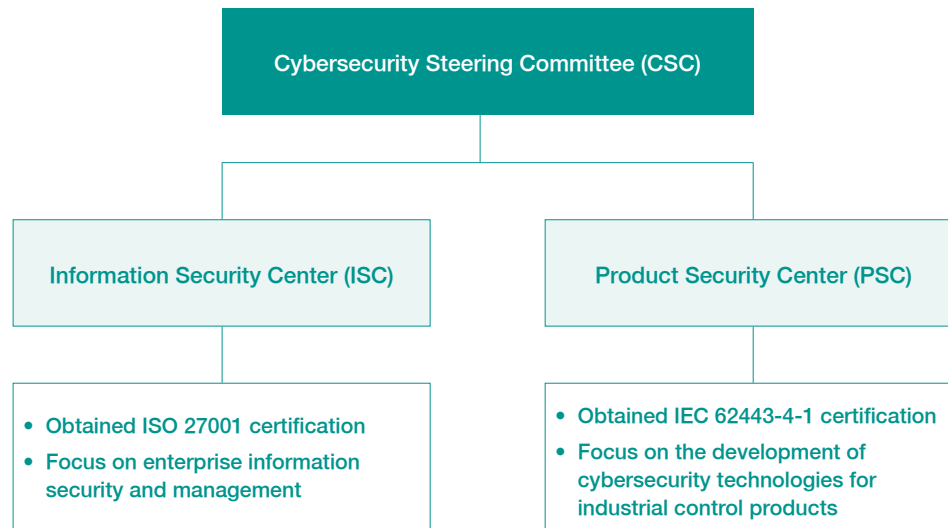 Cybersecurity Steering Committee (CSC)
Information Security Center (ISC)
Product Security Center (PSC)
• Obtained ISO 27001 certification
• Focus on enterprise information
security and management
• Obtained IEC 62443-4-1 certification
• Focus on the development of
cybersecurity technologies for
industrial control products